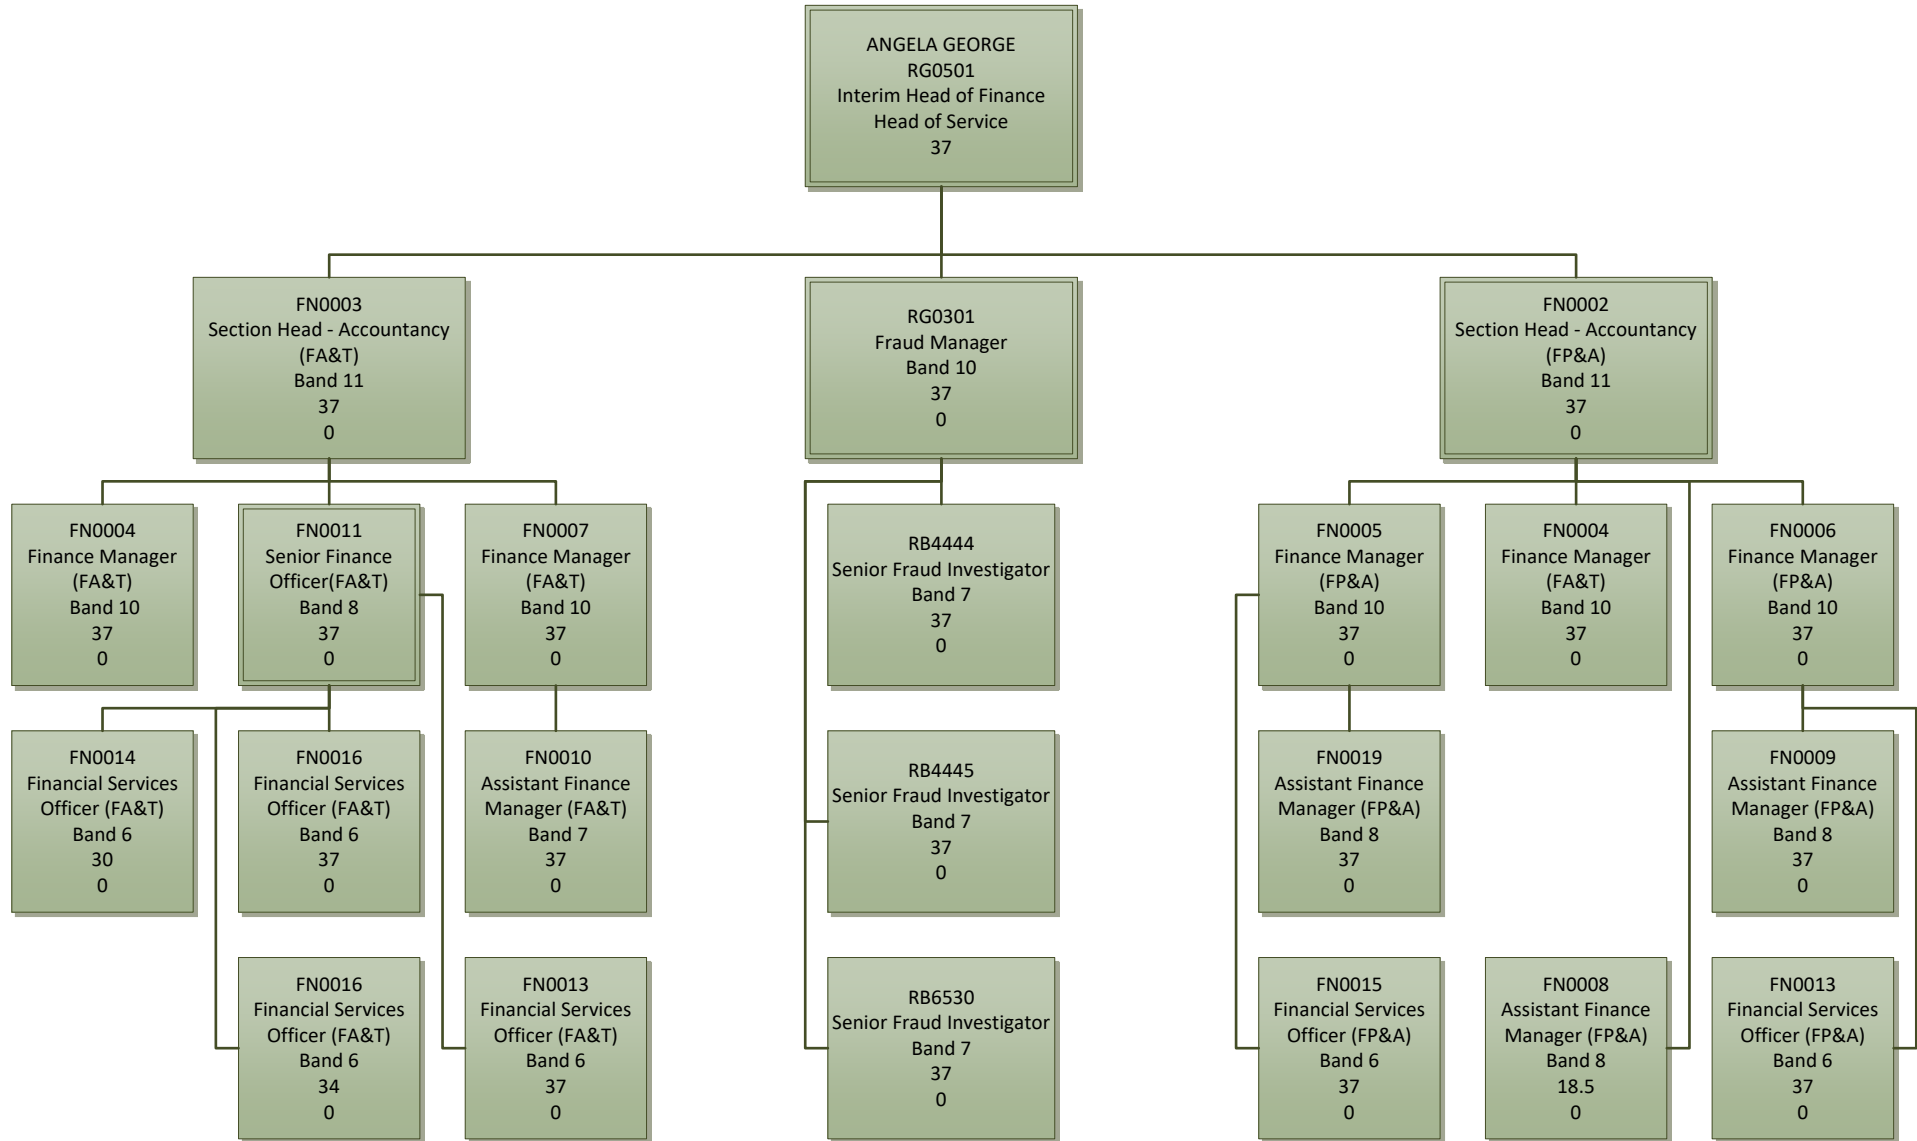 ANGELA GEORGE
RG0501
Interim Head of Finance
Head of Service
37
FN0003
Section Head - Accountancy
(FA&T)
Band 11
37
0
RG0301
Fraud Manager
Band 10
37
0
FN0002
Section Head - Accountancy
(FP&A)
Band 11
37
0
FN0004
Finance Manager
(FA&T)
Band 10
37
0
FN0011
Senior Finance
Officer(FA&T)
Band 8
37
0
FN0007
Finance Manager
(FA&T)
Band 10
37
0
RB4444
Senior Fraud Investigator
Band 7
37
0
FN0005
Finance Manager
(FP&A)
Band 10
37
0
FN0004
Finance Manager
(FA&T)
Band 10
37
0
FN0006
Finance Manager
(FP&A)
Band 10
37
0
FN0014
Financial Services
Officer (FA&T)
Band 6
30
0
FN0016
Financial Services
Officer (FA&T)
Band 6
37
0
FN0010
Assistant Finance
Manager (FA&T)
Band 7
37
0
RB4445
Senior Fraud Investigator
Band 7
37
0
FN0019
Assistant Finance
Manager (FP&A)
Band 8
37
0
FN0009
Assistant Finance
Manager (FP&A)
Band 8
37
0
FN0016
Financial Services
Officer (FA&T)
Band 6
34
0
FN0013
Financial Services
Officer (FA&T)
Band 6
37
0
RB6530
Senior Fraud Investigator
Band 7
37
0
FN0015
Financial Services
Officer (FP&A)
Band 6
37
0
FN0008
Assistant Finance
Manager (FP&A)
Band 8
18.5
0
FN0013
Financial Services
Officer (FP&A)
Band 6
37
0